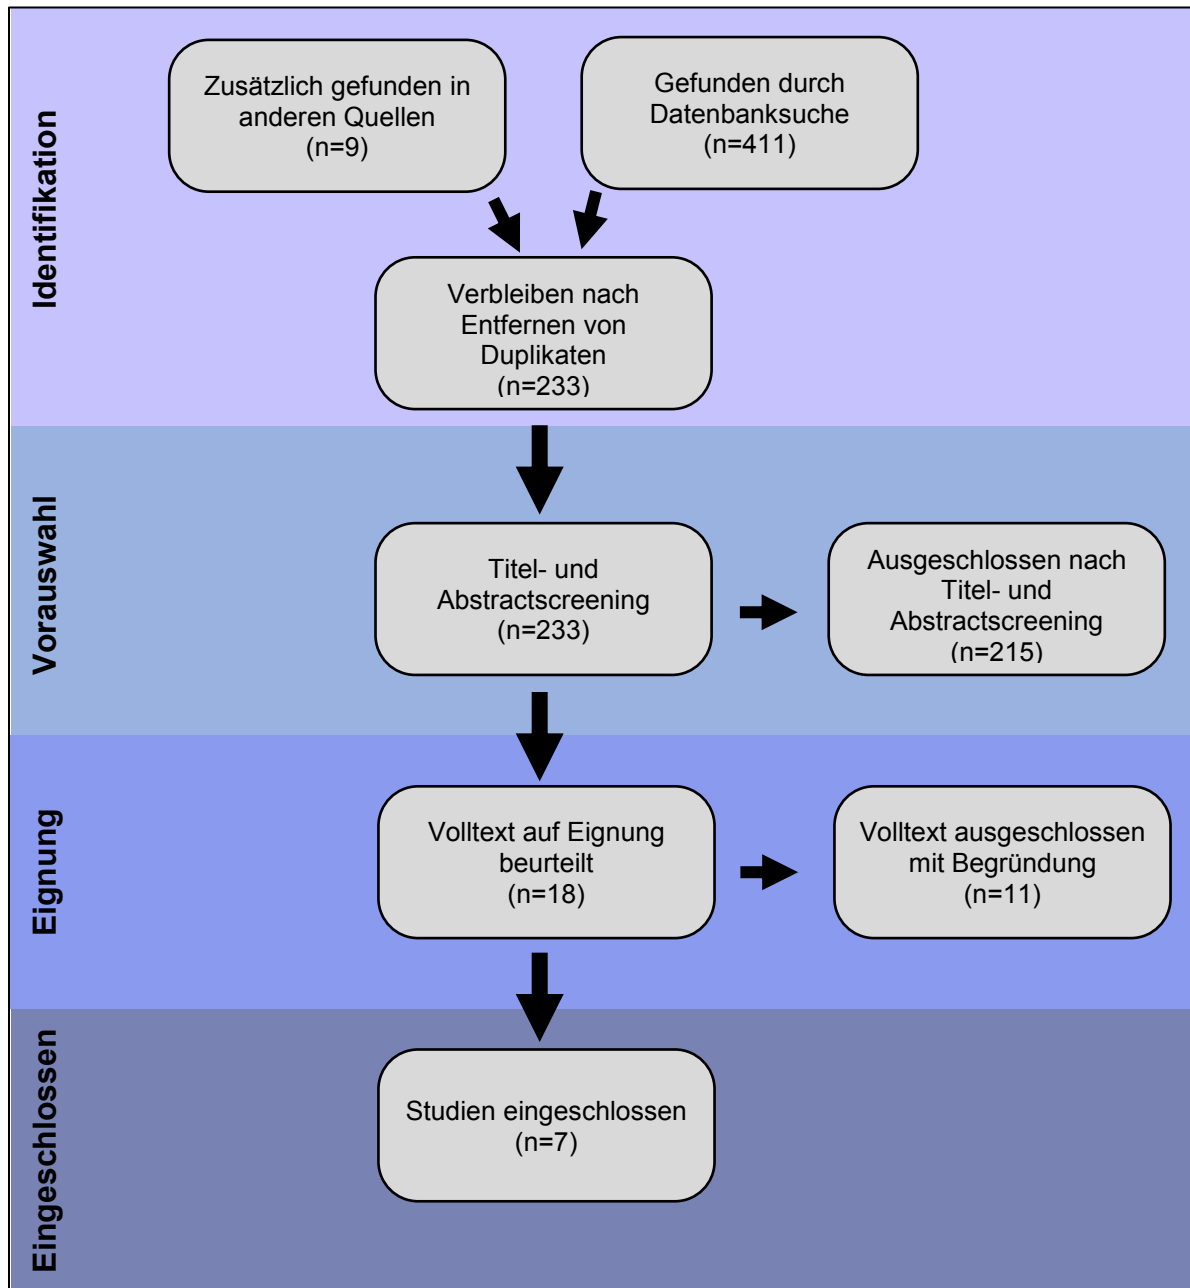 Identifikation
Zusätzlich gefunden in
anderen Quellen
(n=9)
Gefunden durch
Datenbanksuche
(n=411)
Verbleiben nach
Entfernen von
Duplikaten
(n=233)
Vorauswahl
Titel- und
Abstractscreening
(n=233)
Ausgeschlossen nach
Titel- und
Abstractscreening
(n=215)
Eignung
Volltext auf Eignung
beurteilt
(n=18)
Volltext ausgeschlossen
mit Begründung
(n=11)
Eingeschlossen
Studien eingeschlossen
(n=7)